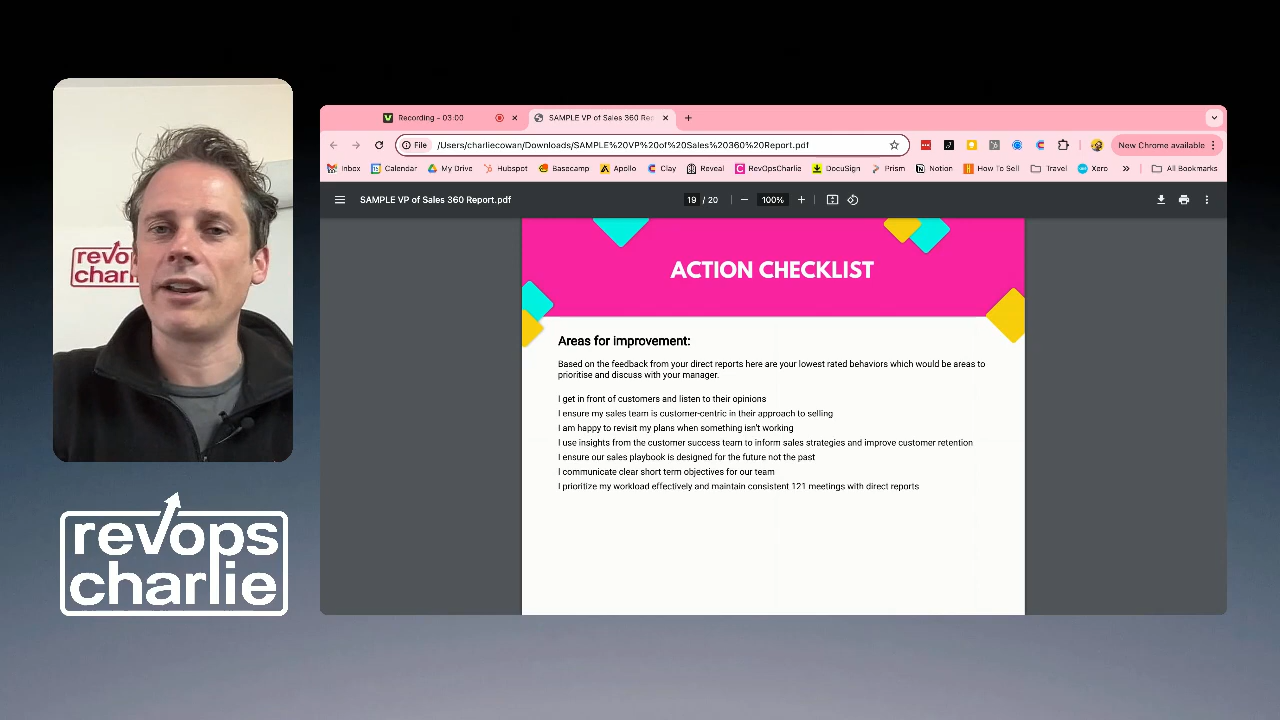 Recording - 03:00
SAMPLE VP of Sales 360 Re
File
/Users/charliecowan/Downloads/SAMPLE%20VP%20of%20Sales%20360%20Report.pdf
New Chrome available
Inbox
Calendar
My Drive
Hubspot
Basecamp
Apollo
Clay
Reveal
RevOpsCharlie
DocuSign
Prism
Notion
How To Sell
Travel
Xero
All Bookmarks
SAMPLE VP of Sales 360 Report.pdf
19 / 20
100%
ACTION CHECKLIST
Areas for improvement:
Based on the feedback from your direct reports here are your lowest rated behaviors which would be areas to
prioritise and discuss with your manager.
I get in front of customers and listen to their opinions
I ensure my sales team is customer-centric in their approach to selling
I am happy to revisit my plans when something isn't working
I use insights from the customer success team to inform sales strategies and improve customer retention
I ensure our sales playbook is designed for the future not the past
I communicate clear short term objectives for our team
I prioritize my workload effectively and maintain consistent 121 meetings with direct reports
revops
charlie